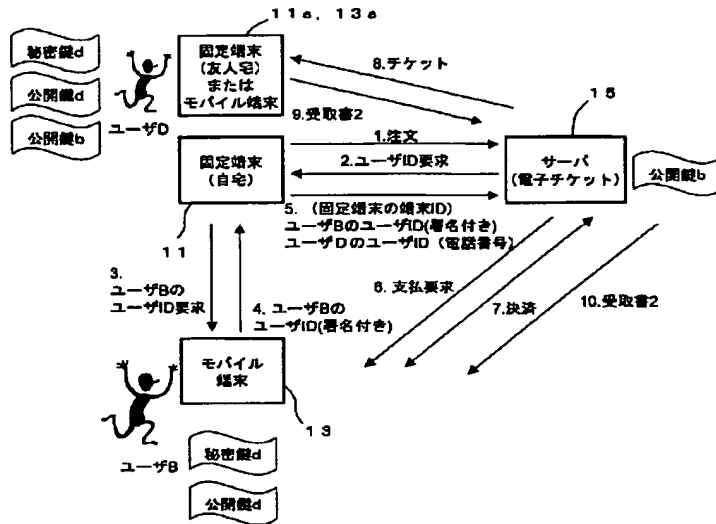 11a, 13a
秘密鍵d
公開鍵d
公開鍵b
ユーザD
固定端末
(友人宅)
または
モバイル端末
8.チケット
9.受取書2
15
1.注文
2.ユーザID要求
固定端末
(自宅)
サーバ
(電子チケット)
公開鍵b
11
5. (固定端末の端末ID)
ユーザBのユーザID(署名付き)
ユーザDのユーザID (電話番号)
3.
ユーザBの
ユーザID要求
4. ユーザBの
ユーザID(署名付き)
6. 支払要求
7.決済
10.受取書2
モバイル
端末
13
ユーザB
秘密鍵d
公開鍵d